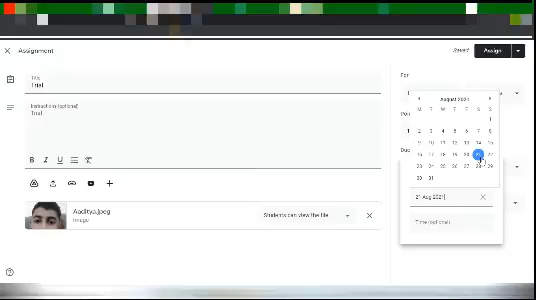 Assignment
Saved
Assign
Title
Trial
Instructions (optional)
Trial
B I U
Aaditya.jpeg
Image
Students can view the file
For
Due
August 2021
M T W T F S S
1
2 3 4 5 6 7 8
9 10 11 12 13 14 15
16 17 18 19 20 21 22
23 24 25 26 27 28 29
30 31
21 Aug 2021
Time (optional)